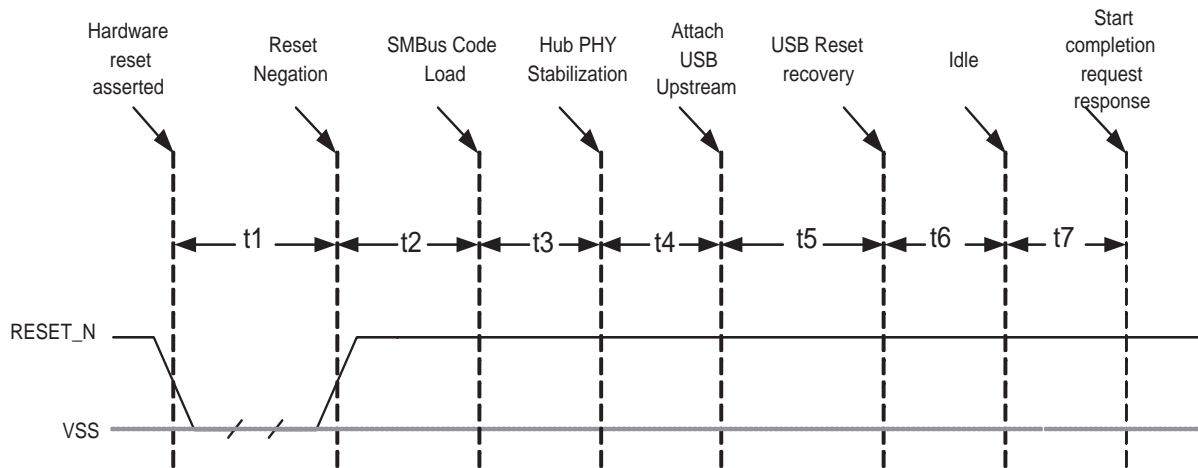 Hardware
reset
asserted
Reset
Negation
SMBus Code
Load
Hub PHY
Stabilization
Attach
USB
Upstream
USB Reset
recovery
Idle
Start
completion
request
response
t1
t2
t3
t4
t5
t6
t7
RESET_N
VSS